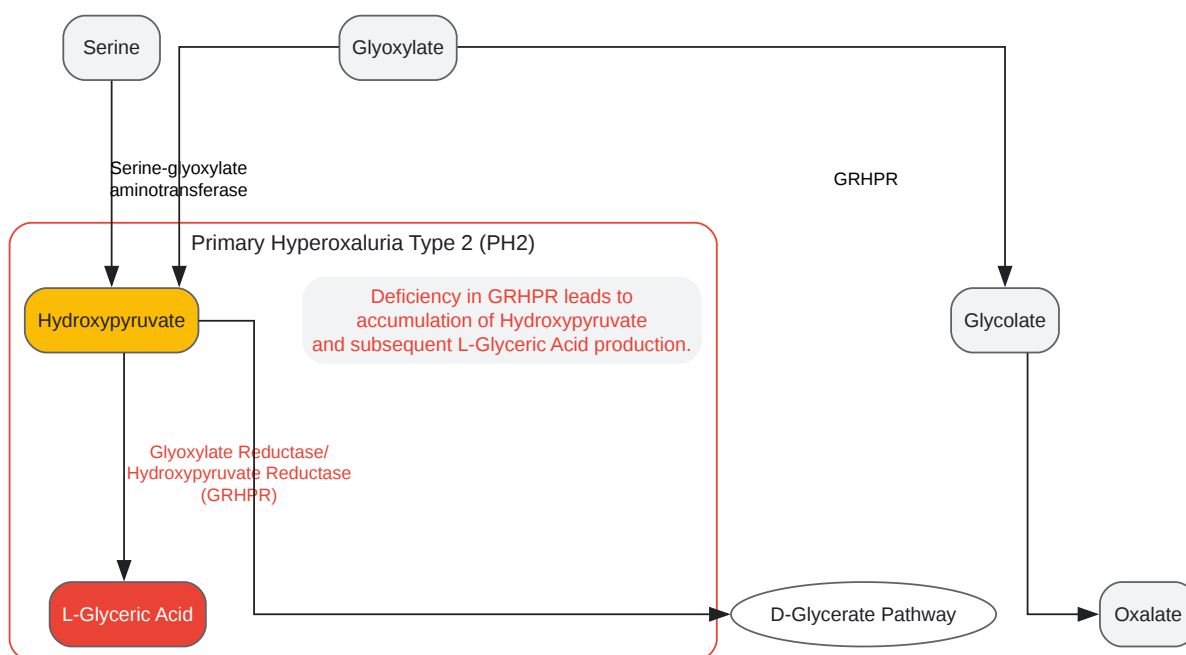 Serine
Glyoxylate
Serine-glyoxylate
aminotransferase
GRHPR
Primary Hyperoxaluria Type 2 (PH2)
Deficiency in GRHPR leads to
accumulation of Hydroxypyruvate
and subsequent L-Glyceric Acid production.
Hydroxypyruvate
Glycolate
Glyoxylate Reductase/
Hydroxypyruvate Reductase
(GRHPR)
L-Glyceric Acid
D-Glycerate Pathway
Oxalate